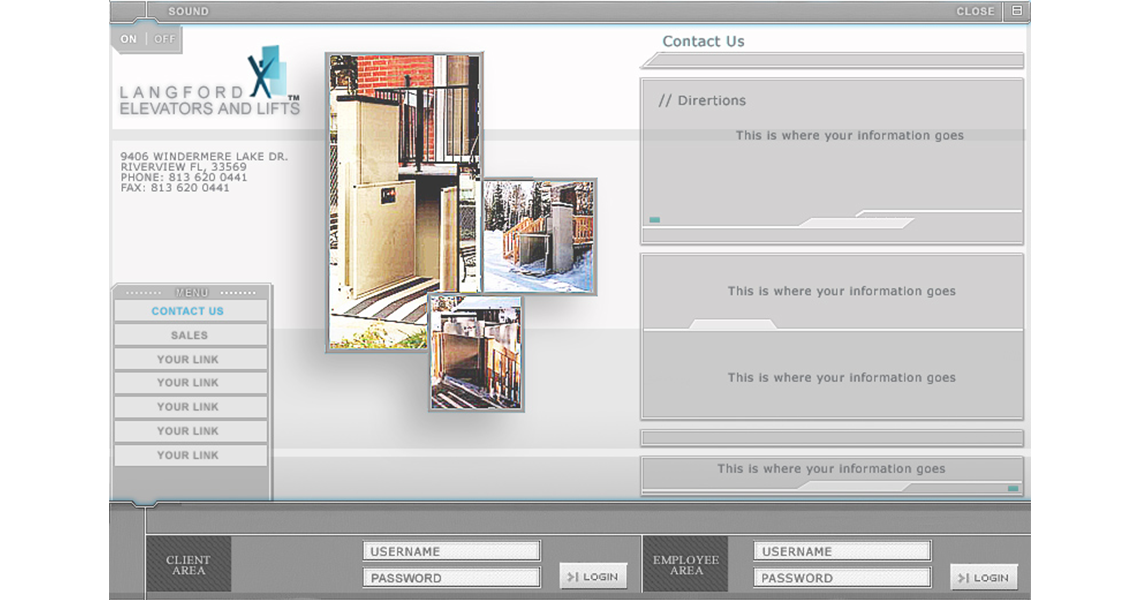 SOUND
CLOSE
ON | OFF
LANGFORD
ELEVATORS AND LIFTS
TM
9406 WINDERMERE LAKE DR.
RIVERVIEW FL, 33569
PHONE: 813 620 0441
FAX: 813 620 0441
MENU
CONTACT US
SALES
YOUR LINK
YOUR LINK
YOUR LINK
YOUR LINK
YOUR LINK
Contact Us
// Dirertions
This is where your information goes
This is where your information goes
This is where your information goes
This is where your information goes
CLIENT
AREA
USERNAME
PASSWORD
LOGIN
EMPLOYEE
AREA
USERNAME
PASSWORD
LOGIN